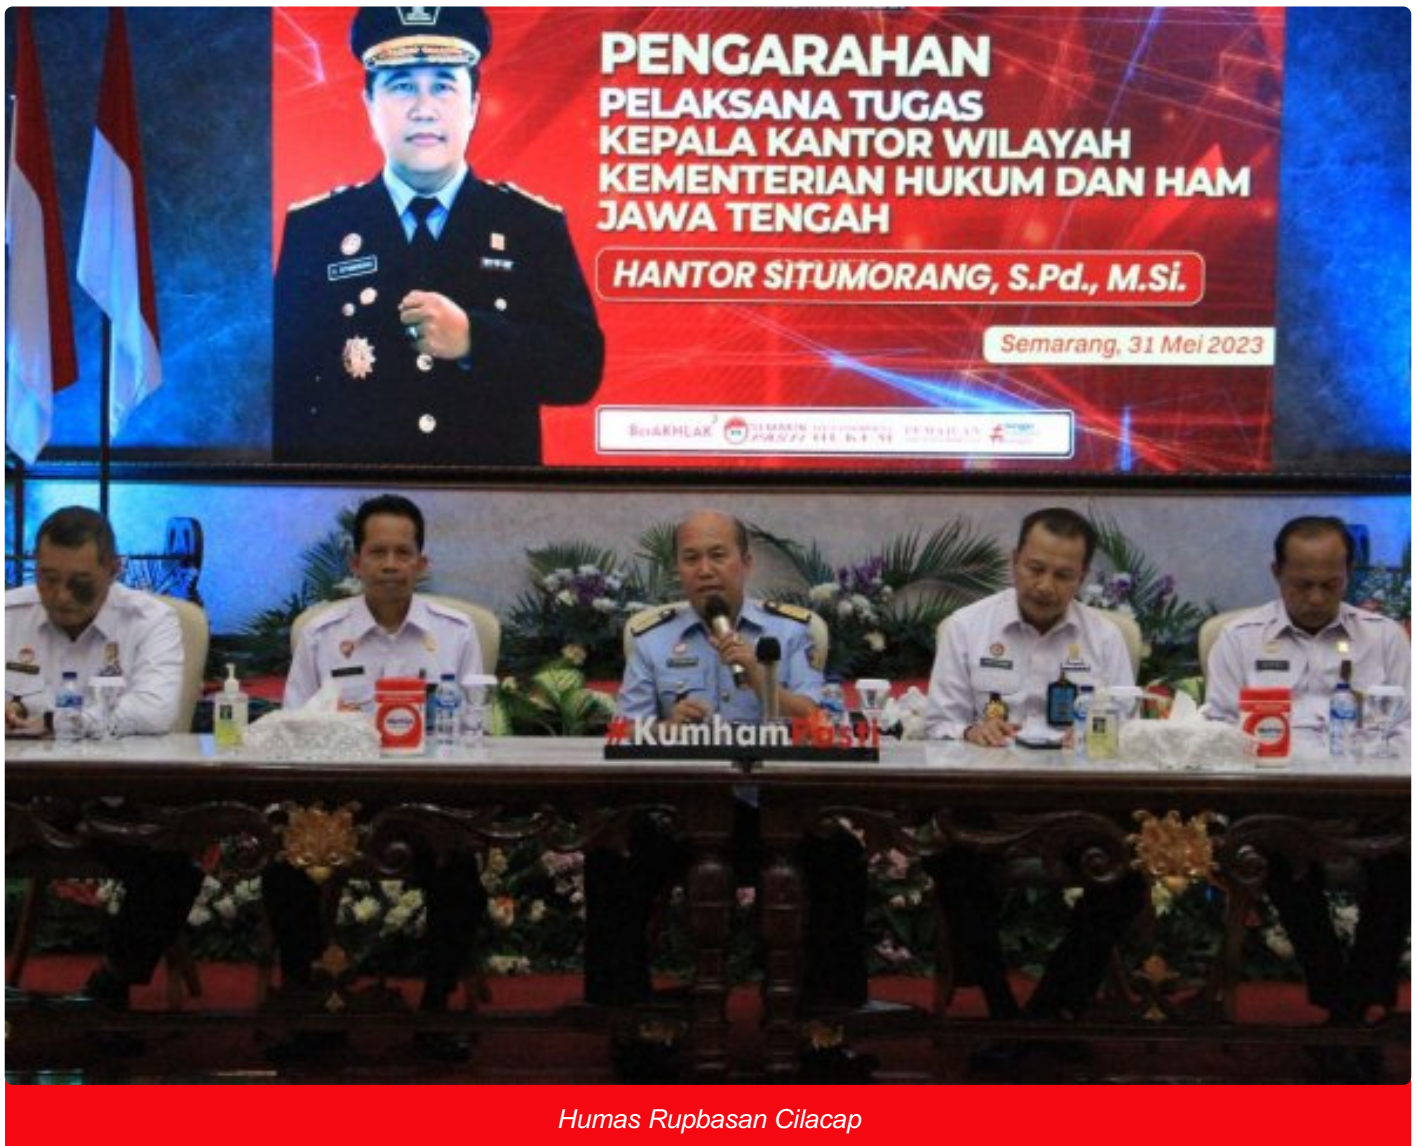 PENGARAHAN
PELAKSANA TUGAS
KEPALA KANTOR WILAYAH
KEMENTERIAN HUKUM DAN HAM
JAWA TENGAH
HANTOR SITUMORANG, S.Pd., M.Si.
Semarang, 31 Mei 2023
BerAKHLAK
#KumhamPasti
Humas Rupbasan Cilacap